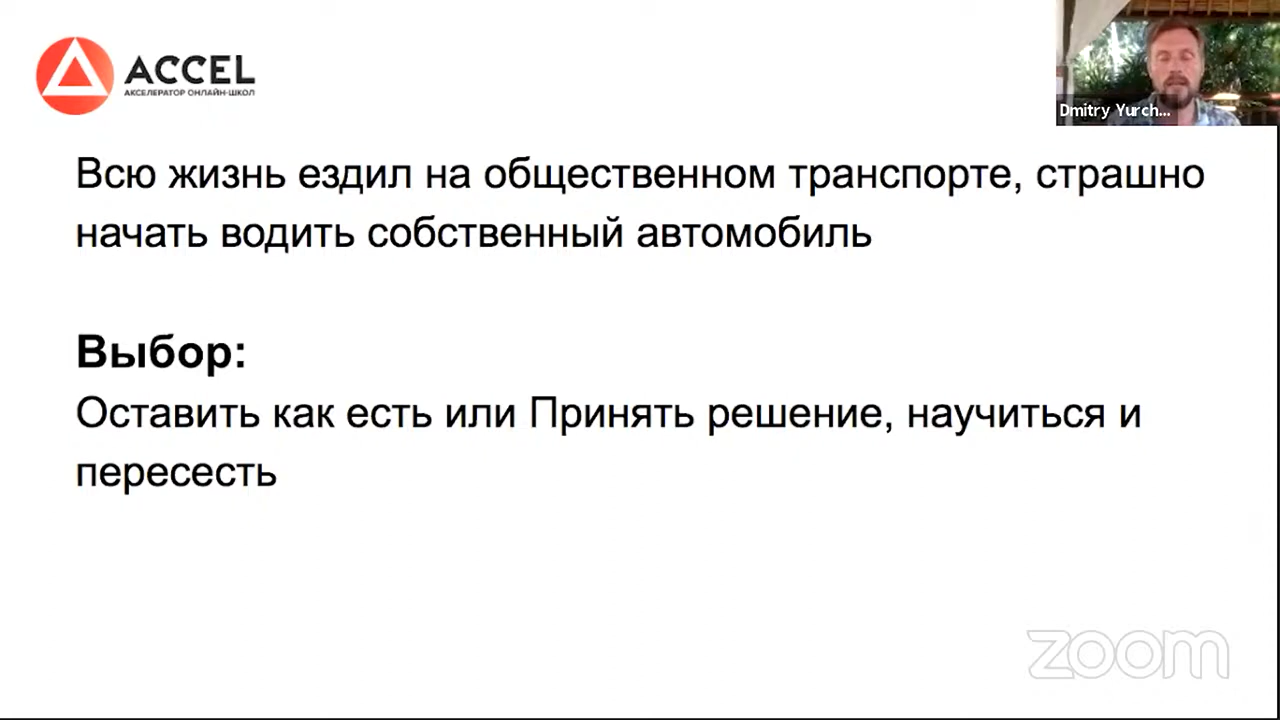 ACCEL
АКСЕЛЕРАТОР ОНЛАЙН-ШКОЛ
Dmitry Yurch...
Всю жизнь ездил на общественном транспорте, страшно
начать водить собственный автомобиль
Выбор:
Оставить как есть или Принять решение, научиться и
пересесть
zoom